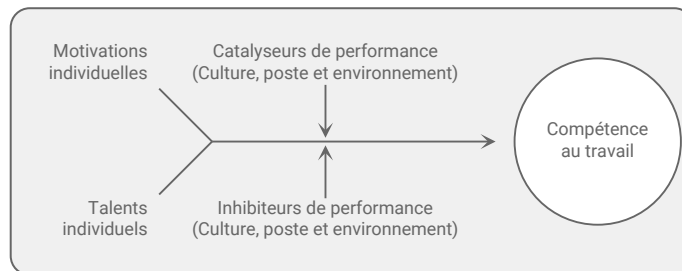 Motivations
individuelles
Catalyseurs de performance
(Culture, poste et environnement)
Compétence
au travail
Talents
individuels
Inhibiteurs de performance
(Culture, poste et environnement)